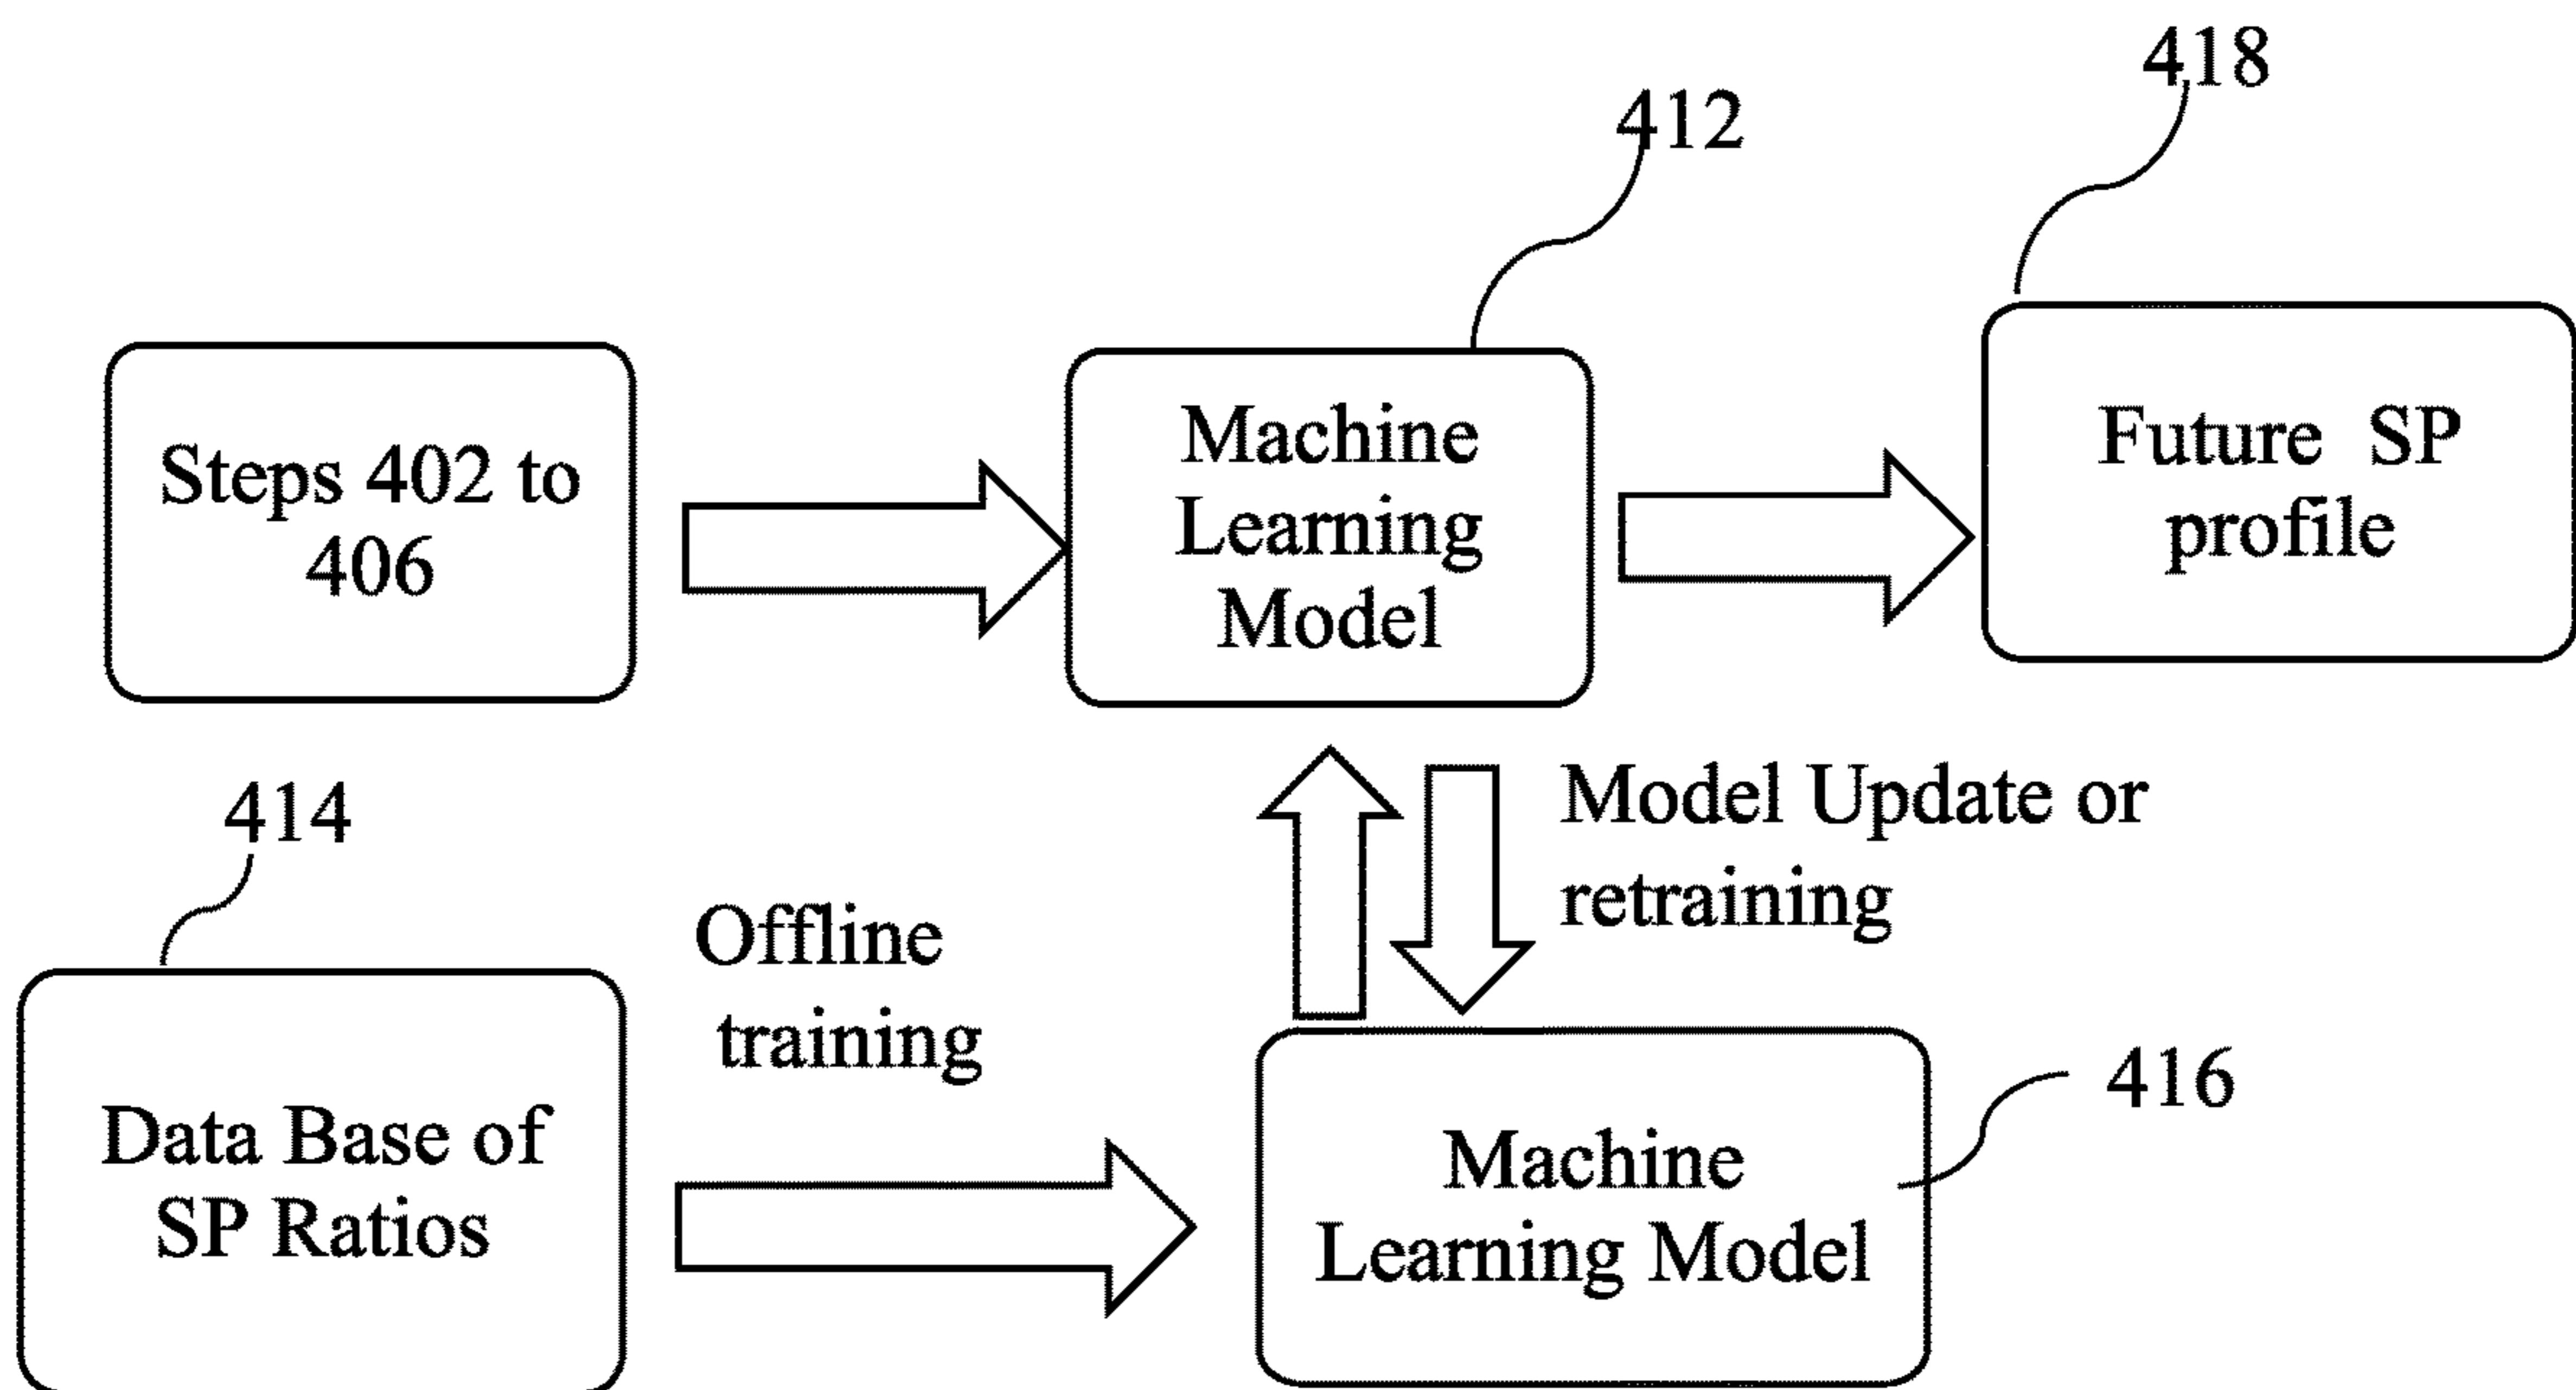 418
412
Steps 402 to
406
Machine
Learning
Model
Future SP
profile
414
Model Update or
retraining
Offline
training
Data Base of
SP Ratios
416
Machine
Learning Model